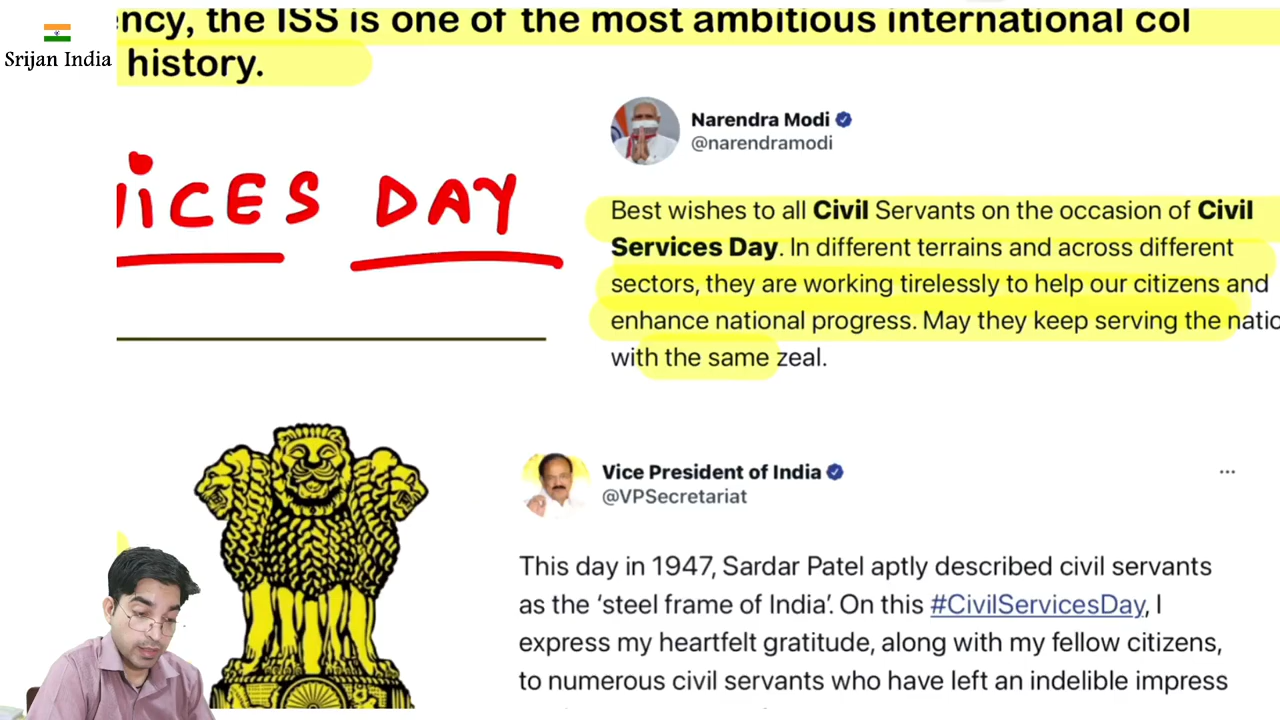 ncy, the ISS is one of the most ambitious international col
history.
Srijan India
Narendra Modi
@narendramodi
VICES DAY
Best wishes to all Civil Servants on the occasion of Civil
Services Day. In different terrains and across different
sectors, they are working tirelessly to help our citizens and
enhance national progress. May they keep serving the natio
with the same zeal.
Vice President of India
@VPSecretariat
This day in 1947, Sardar Patel aptly described civil servants
as the ‘steel frame of India’. On this #CivilServicesDay, I
express my heartfelt gratitude, along with my fellow citizens,
to numerous civil servants who have left an indelible impress